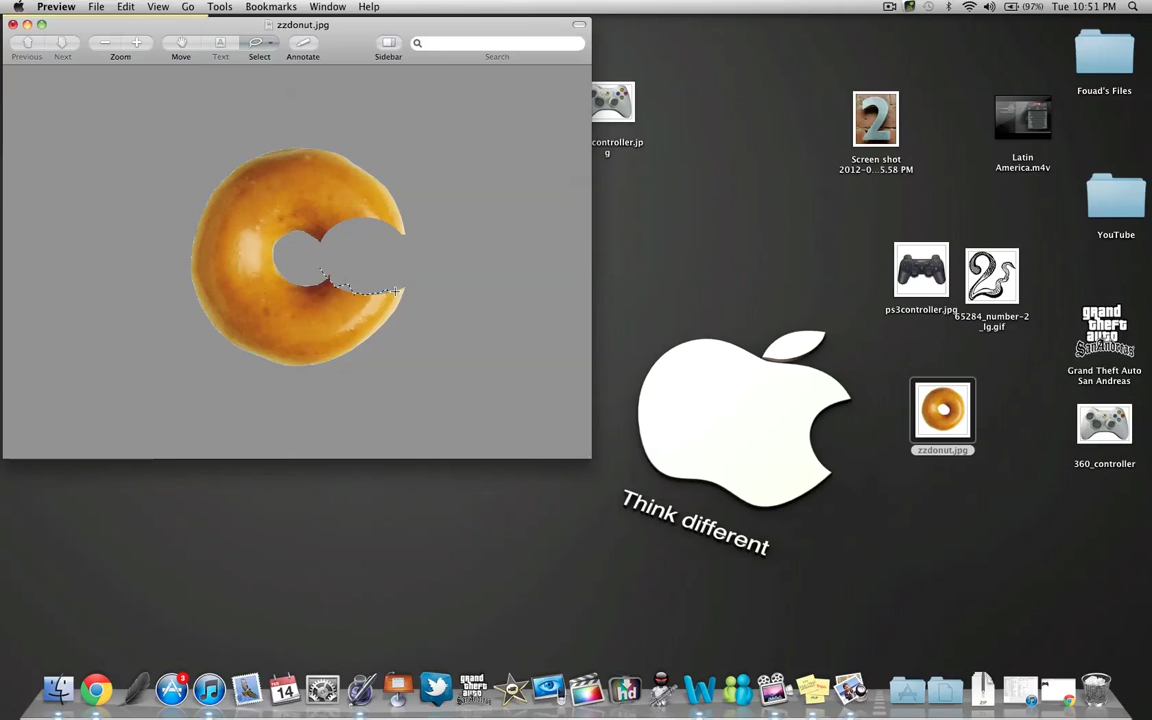 Preview File Edit View Go Tools Bookmarks Window Help (97%) Tue 10:51 PM
zzdonut.jpg
Previous Next Zoom Move Text Select Annotate Sidebar Search
Fouad's Files
controller.jp
g
Screen shot
2012-0...5.58 PM
Latin
America.m4v
YouTube
ps3controller.jpg
65284_number-2
_lg.gif
grand
theft
auto
San Andreas
Grand Theft Auto
San Andreas
zzdonut.jpg
360_controller
Think different
3
14
hd
ZIP